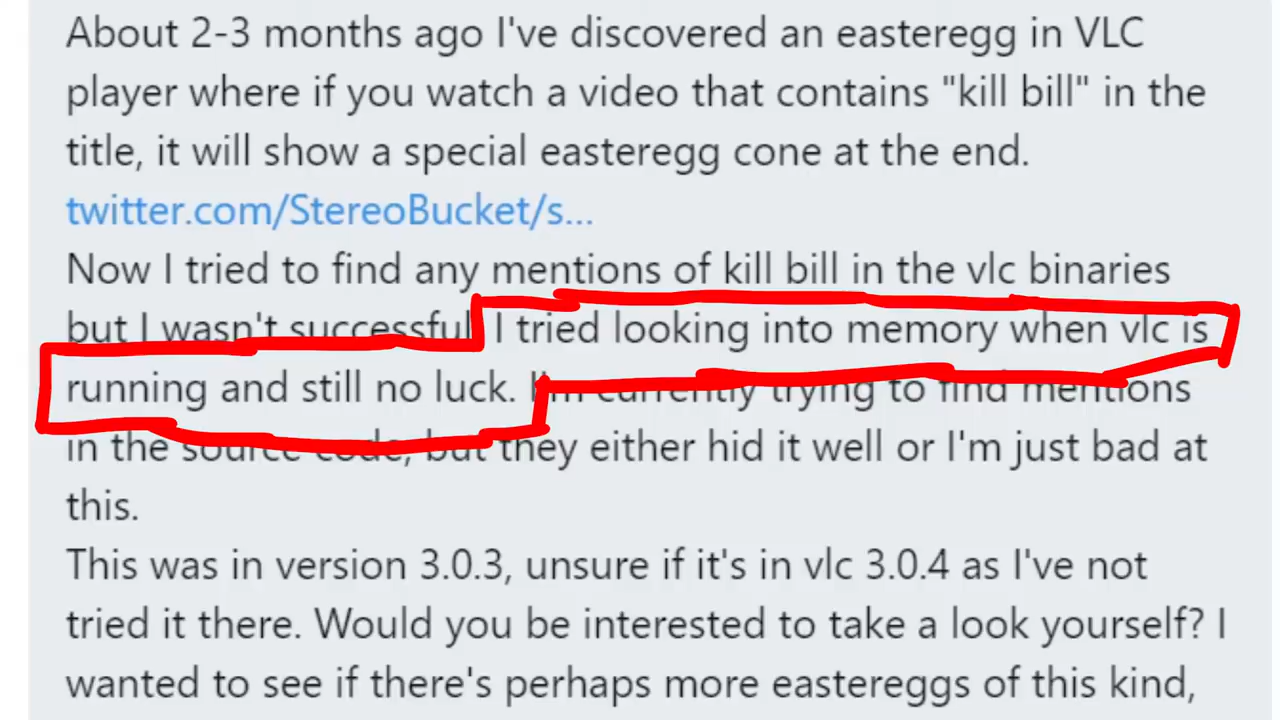 About 2-3 months ago I've discovered an easteregg in VLC
player where if you watch a video that contains "kill bill" in the
title, it will show a special easteregg cone at the end.
twitter.com/StereoBucket/s...
Now I tried to find any mentions of kill bill in the vlc binaries
but I wasn't successful. I tried looking into memory when vlc is
running and still no luck. I'm currently trying to find mentions
in the source code, but they either hid it well or I'm just bad at
this.
This was in version 3.0.3, unsure if it's in vlc 3.0.4 as I've not
tried it there. Would you be interested to take a look yourself? I
wanted to see if there's perhaps more eastereggs of this kind,